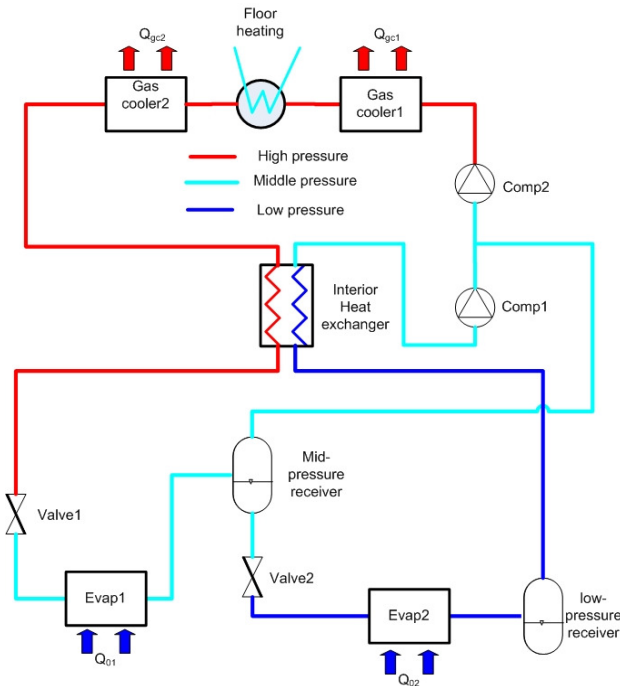 Floor
heating
Qgc2
Qgc1
Gas
cooler2
Gas
cooler1
High pressure
Middle pressure
Low pressure
Comp2
Interior
Heat
exchanger
Comp1
Mid-
pressure
receiver
Valve1
Valve2
Evap1
Evap2
low-
pressure
receiver
Q01
Q02